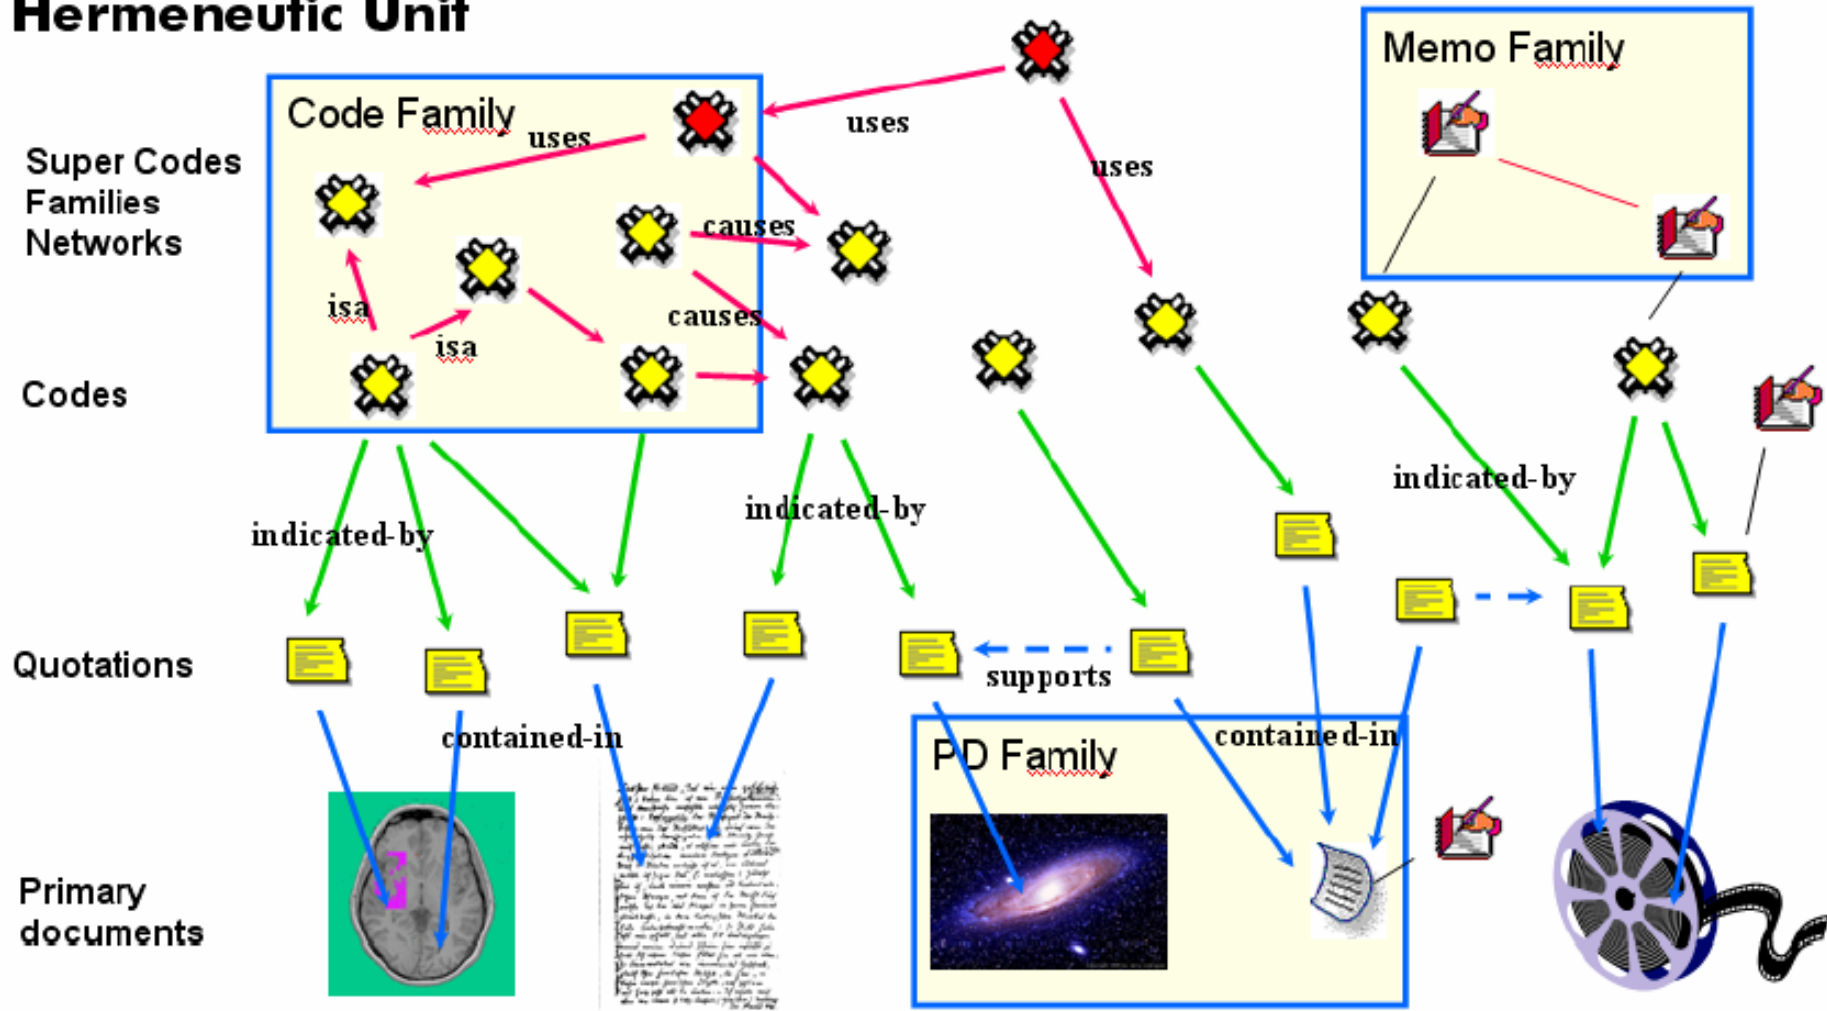 Hermeneutic Unit
Memo Family
Code Family
uses
uses
uses
Super Codes
Families
Networks
causes
isa
causes
isa
Codes
indicated-by
indicated-by
indicated-by
Quotations
supports
contained-in
contained-in
PD Family
Primary
documents